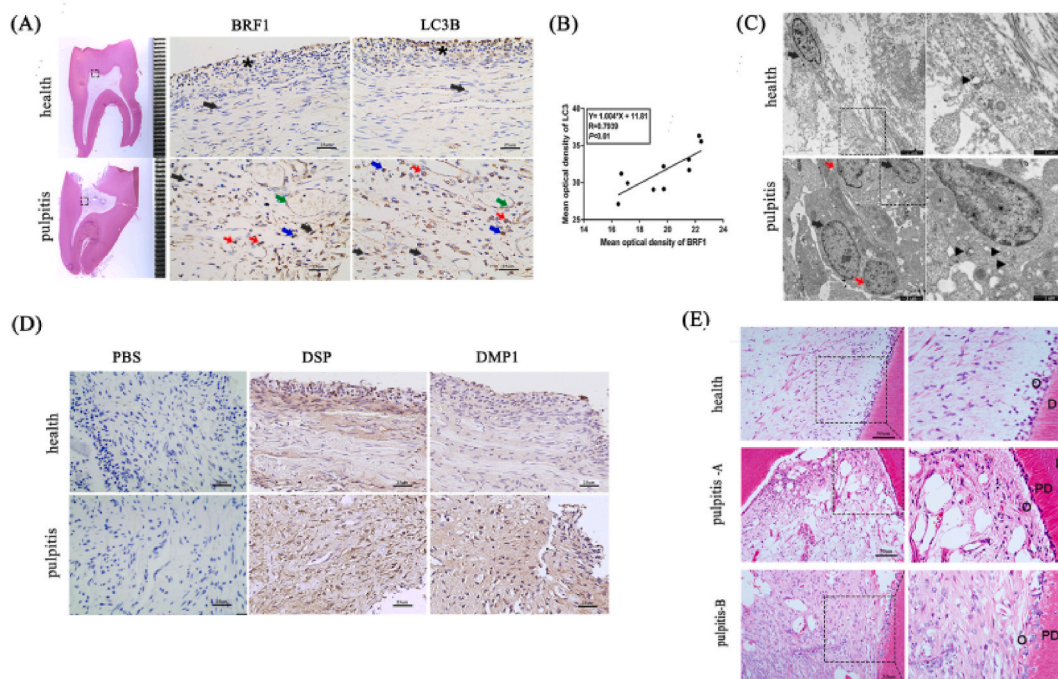 (A)
BRF1
LC3B
health
pulpitis
(B)
Mean optical density of LC3
40
35
30
25
Y= 1.004*X + 11.81
R=0.7939
P<0.01
14
16
18
20
22
24
Mean optical density of BRF1
(C)
health
pulpitis
(D)
PBS
DSP
DMP1
health
pulpitis
(E)
health
O
D
pulpitis -A
PD
O
pulpitis-B
O
PD